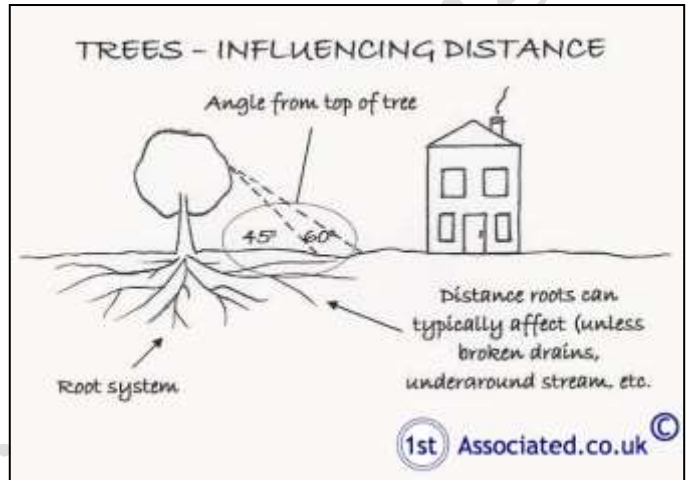 TREES - INFLUENCING DISTANCE
Angle from top of tree
45° 60°
Distance roots can
typically affect (unless
broken drains,
underaround stream, etc.
Root system
1st Associated.co.uk ©